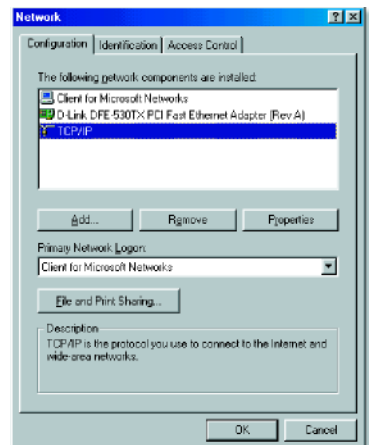 Network
Configuration Identification Access Control
The following network components are installed:
Client for Microsoft Networks
D-Link DFE-530TX PCI Fast Ethernet Adapter (Rev A)
TCP/IP
Add... Remove Properties
Primary Network Logon:
Client for Microsoft Networks
File and Print Sharing...
Description
TCP/IP is the protocol you use to connect to the Internet and
wide-area networks.
OK Cancel